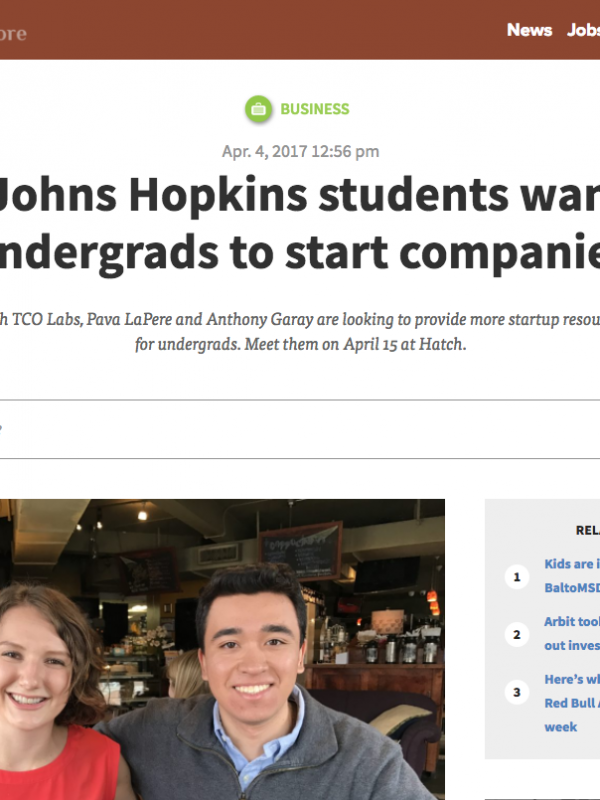 ore
News Jobs
BUSINESS
Apr. 4, 2017 12:56 pm
Johns Hopkins students wan
ndergrads to start companie
h TCO Labs, Pava LaPere and Anthony Garay are looking to provide more startup resou
for undergrads. Meet them on April 15 at Hatch.
REL
1 Kids are i
BaltoMSD
2 Arbit took
out inves
3 Here's wh
Red Bull
week